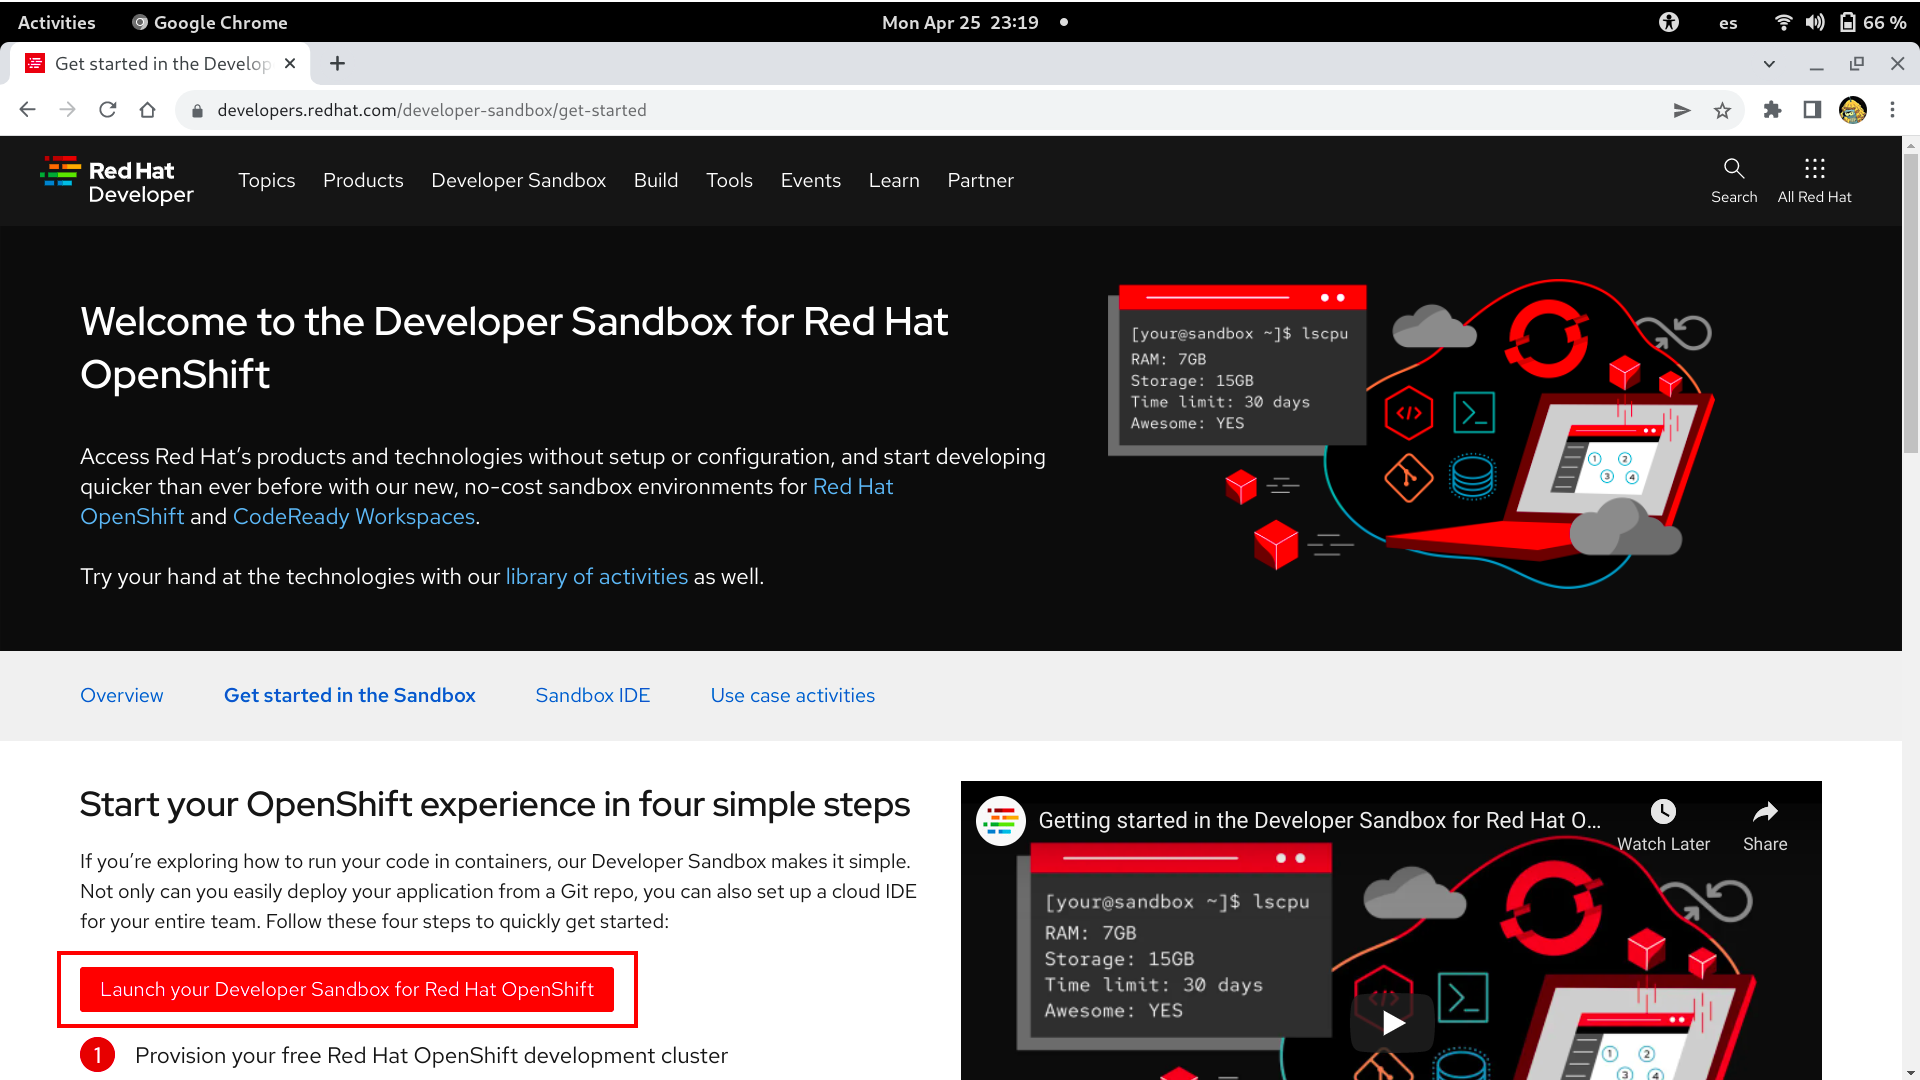 Activities
Google Chrome
Mon Apr 25 23:19
es
66 %
Get started in the Develop
developers.redhat.com/developer-sandbox/get-started
Red Hat
Developer
Topics
Products
Developer Sandbox
Build
Tools
Events
Learn
Partner
Search
All Red Hat
Welcome to the Developer Sandbox for Red Hat
OpenShift
Access Red Hat’s products and technologies without setup or configuration, and start developing
quicker than ever before with our new, no-cost sandbox environments for Red Hat
OpenShift and CodeReady Workspaces.
Try your hand at the technologies with our library of activities as well.
[your@sandbox ~]$ lscpu
RAM: 7GB
Storage: 15GB
Time limit: 30 days
Awesome: YES
1
2
3
4
Overview
Get started in the Sandbox
Sandbox IDE
Use case activities
Start your OpenShift experience in four simple steps
If you’re exploring how to run your code in containers, our Developer Sandbox makes it simple.
Not only can you easily deploy your application from a Git repo, you can also set up a cloud IDE
for your entire team. Follow these four steps to quickly get started:
Launch your Developer Sandbox for Red Hat OpenShift
1 Provision your free Red Hat OpenShift development cluster
Getting started in the Developer Sandbox for Red Hat O...
Watch Later
Share
[your@sandbox ~]$ lscpu
RAM: 7GB
Storage: 15GB
Time limit: 30 days
Awesome: YES
1
2
3
4